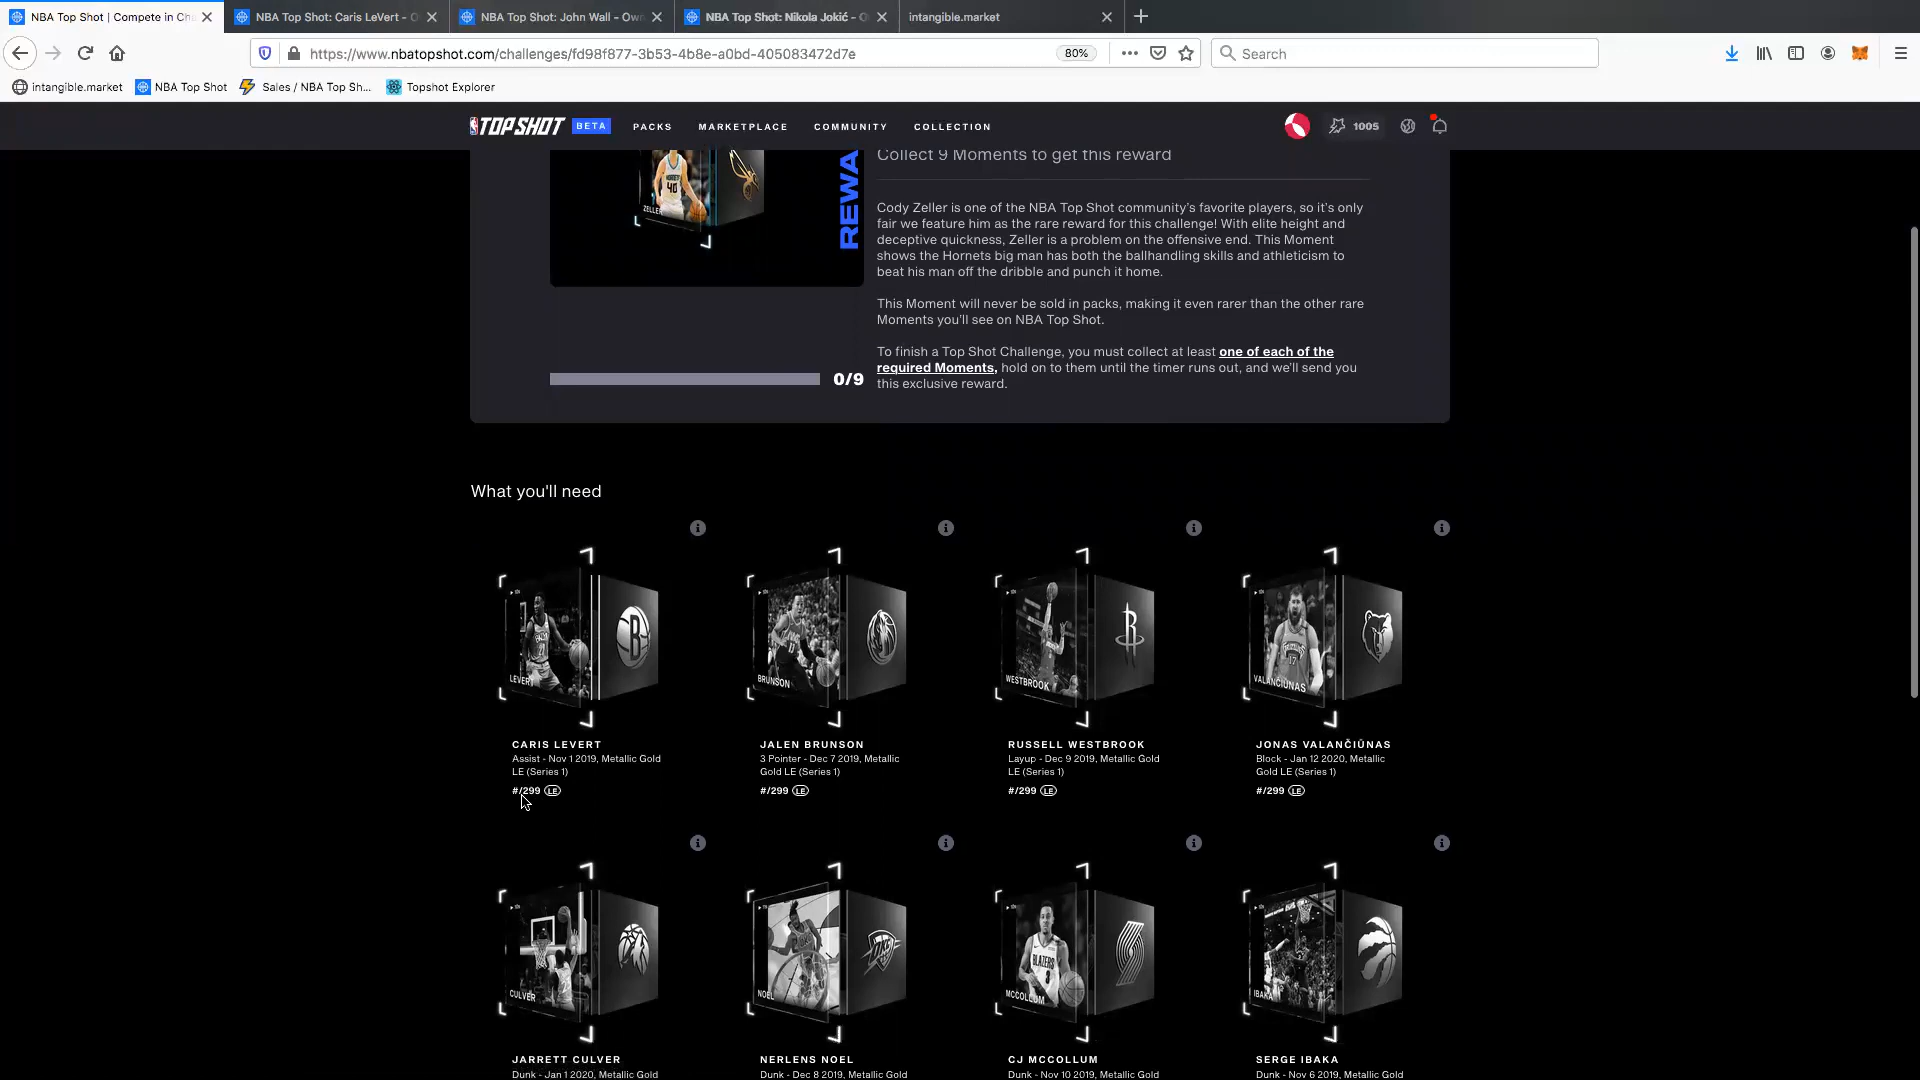 NBA Top Shot | Compete in Ch
NBA Top Shot: Caris LeVert - O
NBA Top Shot: John Wall - Own
NBA Top Shot: Nikola Jokić - O
intangible.market
https://www.nbatopshot.com/challenges/fd98f877-3b53-4b8e-a0bd-405083472d7e
80%
Search
intangible.market
NBA Top Shot
Sales / NBA Top Sh...
Topshot Explorer
TOP SHOT
BETA
PACKS
MARKETPLACE
COMMUNITY
COLLECTION
1005
ZELLER
REWA
Collect 9 Moments to get this reward
Cody Zeller is one of the NBA Top Shot community's favorite players, so it's only
fair we feature him as the rare reward for this challenge! With elite height and
deceptive quickness, Zeller is a problem on the offensive end. This Moment
shows the Hornets big man has both the ballhandling skills and athleticism to
beat his man off the dribble and punch it home.
This Moment will never be sold in packs, making it even rarer than the other rare
Moments you'll see on NBA Top Shot.
To finish a Top Shot Challenge, you must collect at least one of each of the
required Moments, hold on to them until the timer runs out, and we'll send you
this exclusive reward.
0/9
What you'll need
LEVERT
BRUNSON
WESTBROOK
VALANČIŪNAS
CARIS LEVERT
Assist - Nov 1 2019, Metallic Gold
LE (Series 1)
#/299 LE
JALEN BRUNSON
3 Pointer - Dec 7 2019, Metallic
Gold LE (Series 1)
#/299 LE
RUSSELL WESTBROOK
Layup - Dec 9 2019, Metallic Gold
LE (Series 1)
#/299 LE
JONAS VALANČIŪNAS
Block - Jan 12 2020, Metallic
Gold LE (Series 1)
#/299 LE
CULVER
NOEL
MCCOLLUM
IBAKA
JARRETT CULVER
Dunk - Jan 1 2020, Metallic Gold
NERLENS NOEL
Dunk - Dec 8 2019, Metallic Gold
CJ MCCOLLUM
Dunk - Nov 10 2019, Metallic Gold
SERGE IBAKA
Dunk - Nov 6 2019, Metallic Gold